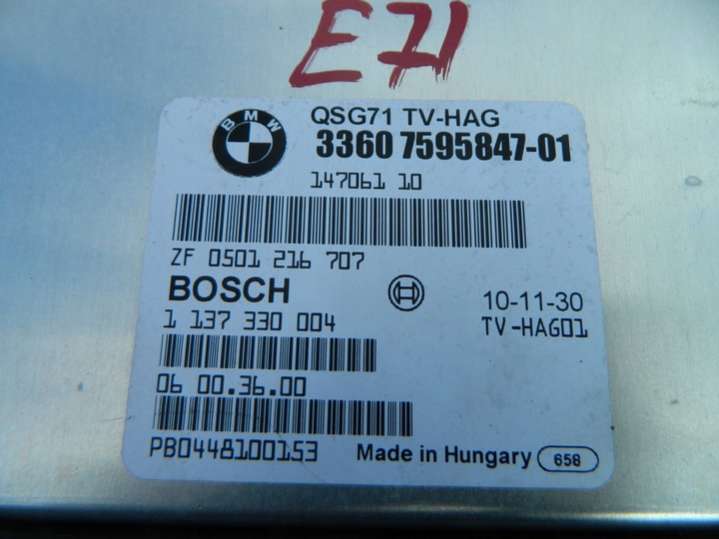 E71
BMW
QSG71 TV-HAG
3360 7595847-01
147061 10
ZF 0501 216 707
BOSCH
10-11-30
1 137 330 004
TV-HAG01
06 00.36.00
PB0448100153
Made in Hungary 656